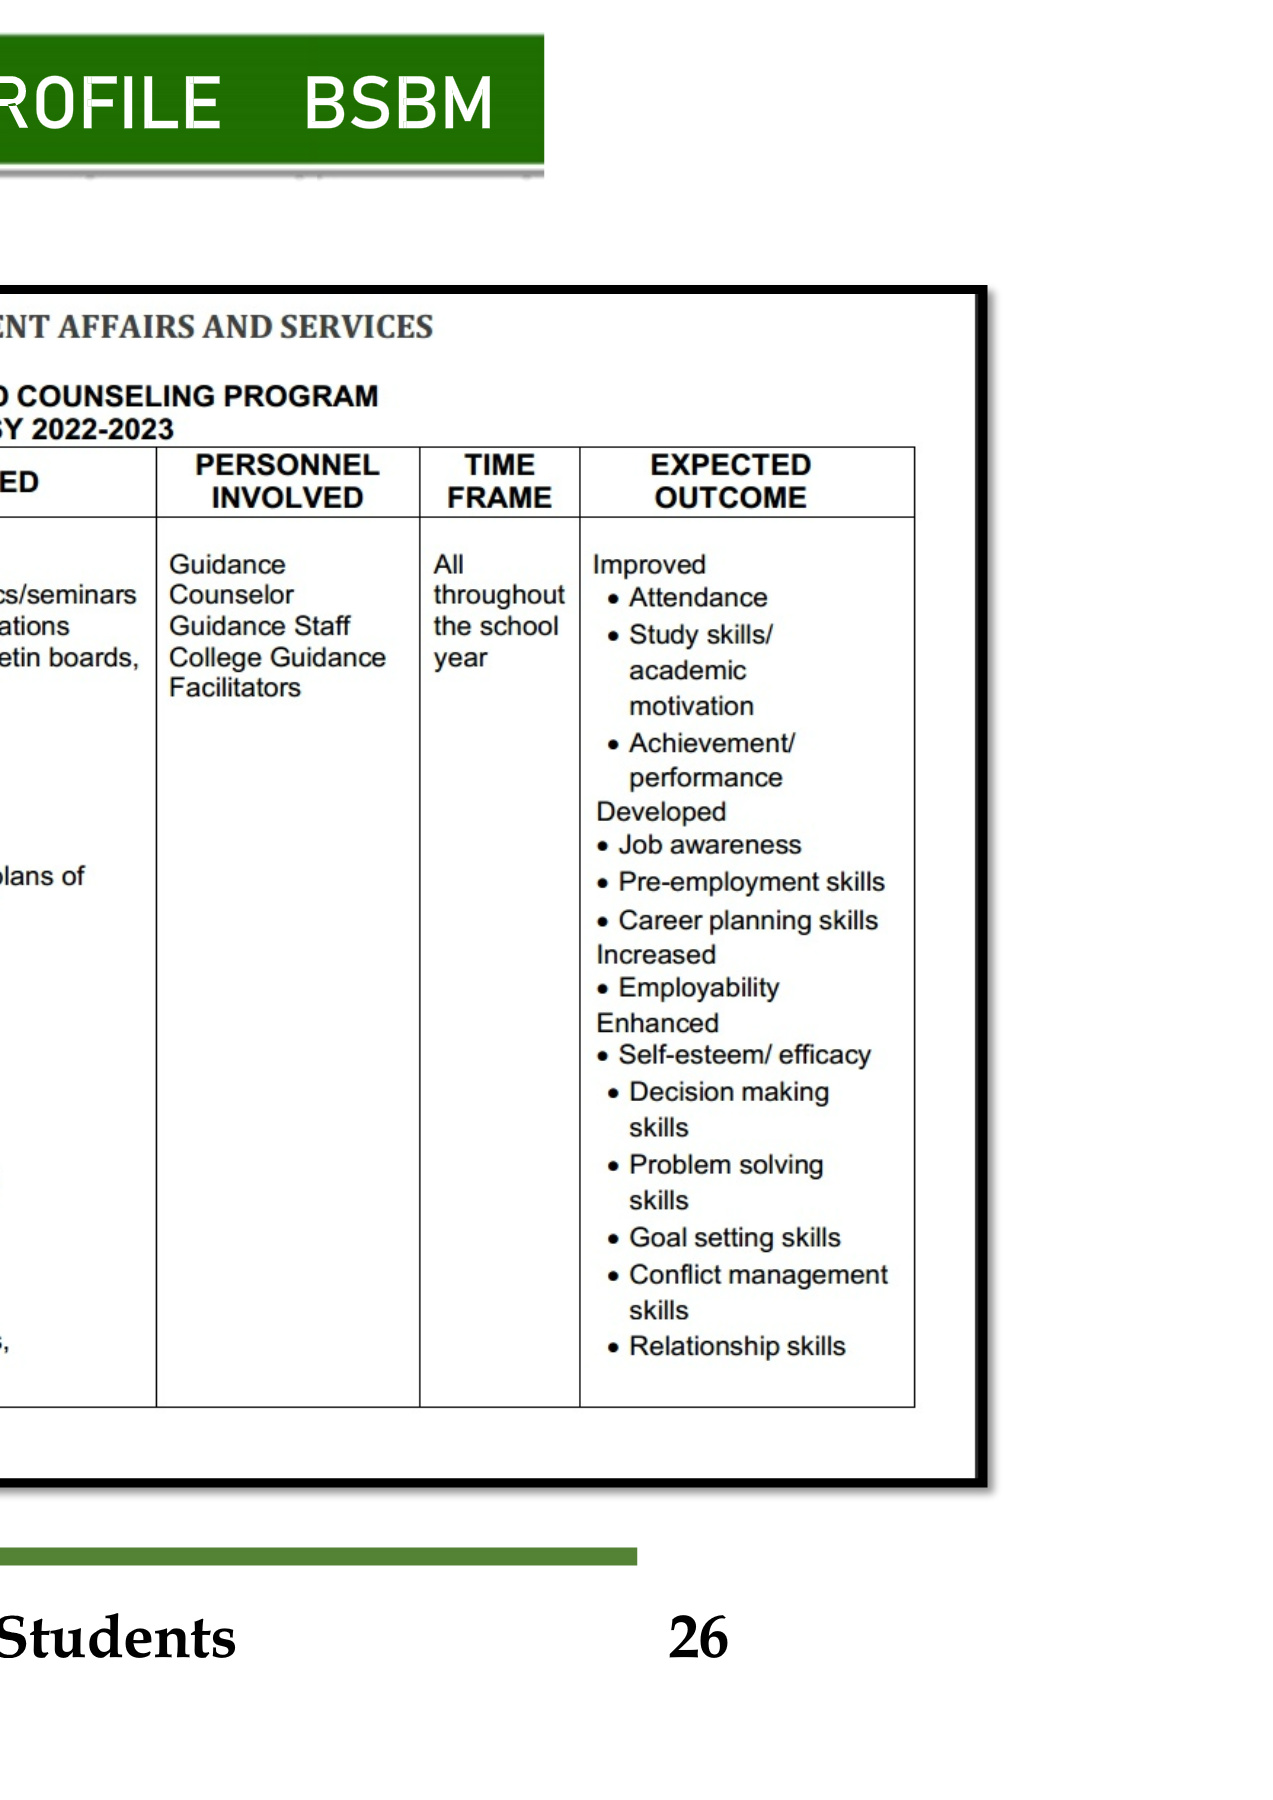 ROFILE BSBM
ENT AFFAIRS AND SERVICES
D COUNSELING PROGRAM
SY 2022-2023
ED
PERSONNEL
INVOLVED
TIME
FRAME
EXPECTED
OUTCOME
cs/seminars
ations
etin boards,
plans of
s,
Guidance
Counselor
Guidance Staff
College Guidance
Facilitators
All
throughout
the school
year
Improved
• Attendance
• Study skills/
academic
motivation
• Achievement/
performance
Developed
• Job awareness
• Pre-employment skills
• Career planning skills
Increased
• Employability
Enhanced
• Self-esteem/ efficacy
• Decision making
skills
• Problem solving
skills
• Goal setting skills
• Conflict management
skills
• Relationship skills
Students 26